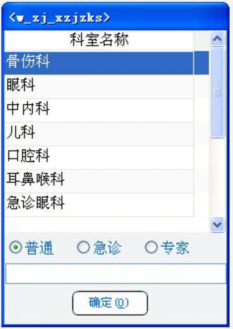 <w_zj_xzjzks>
科室名称
骨伤科
眼科
中内科
儿科
口腔科
耳鼻喉科
急诊眼科
普通 急诊 专家
确定(O)